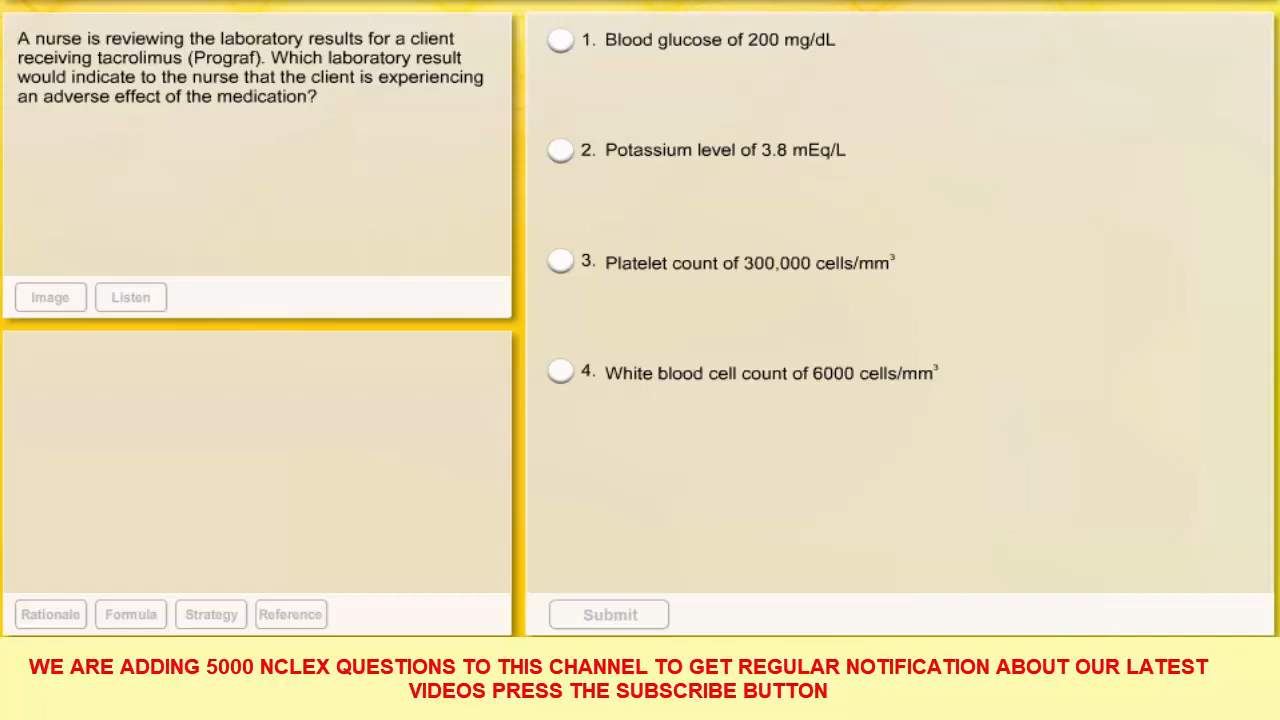 A nurse is reviewing the laboratory results for a client
receiving tacrolimus (Prograf). Which laboratory result
would indicate to the nurse that the client is experiencing
an adverse effect of the medication?
Image
Listen
1. Blood glucose of 200 mg/dL
2. Potassium level of 3.8 mEq/L
3. Platelet count of 300,000 cells/mm³
4. White blood cell count of 6000 cells/mm³
Rationale
Formula
Strategy
Reference
Submit
WE ARE ADDING 5000 NCLEX QUESTIONS TO THIS CHANNEL TO GET REGULAR NOTIFICATION ABOUT OUR LATEST
VIDEOS PRESS THE SUBSCRIBE BUTTON